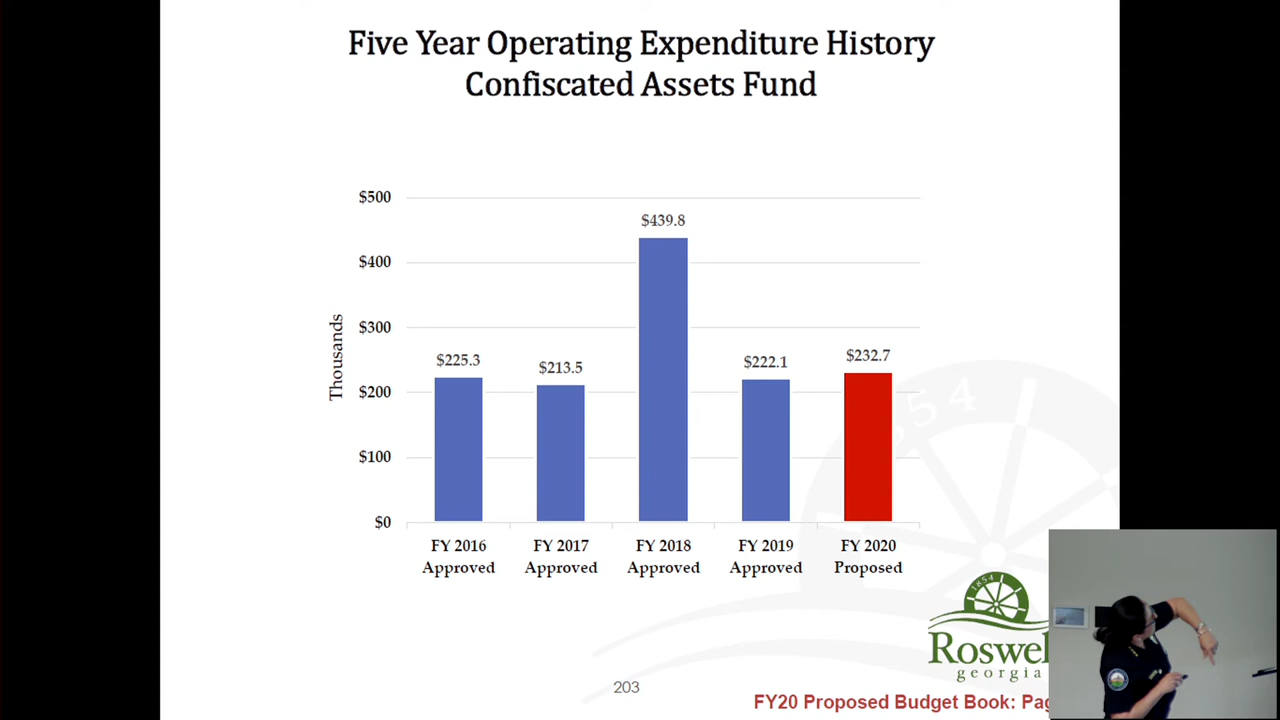 Five Year Operating Expenditure History
Confiscated Assets Fund
$500
$439.8
$400
Thousands
$300
$225.3
$213.5
$222.1
$232.7
$200
$100
$0
FY 2016
Approved
FY 2017
Approved
FY 2018
Approved
FY 2019
Approved
FY 2020
Proposed
1854
Roswel
georgia
203
FY20 Proposed Budget Book: Pag